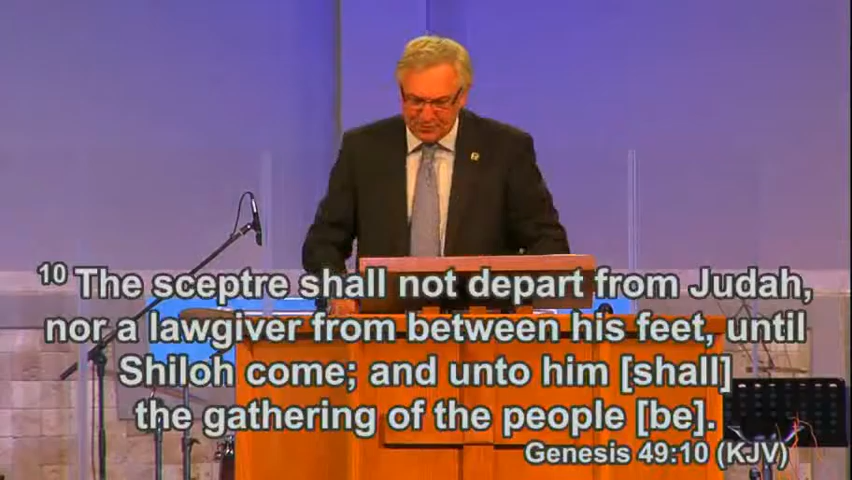 10 The sceptre shall not depart from Judah,
nor a lawgiver from between his feet, until
Shiloh come; and unto him [shall]
the gathering of the people [be].
Genesis 49:10 (KJV)